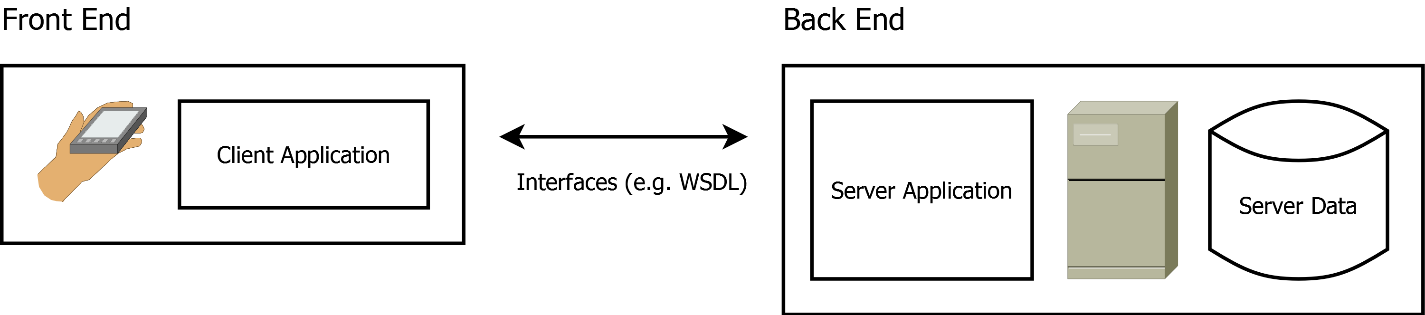 Front End
Back End
Client Application
Interfaces (e.g. WSDL)
Server Application
Server Data